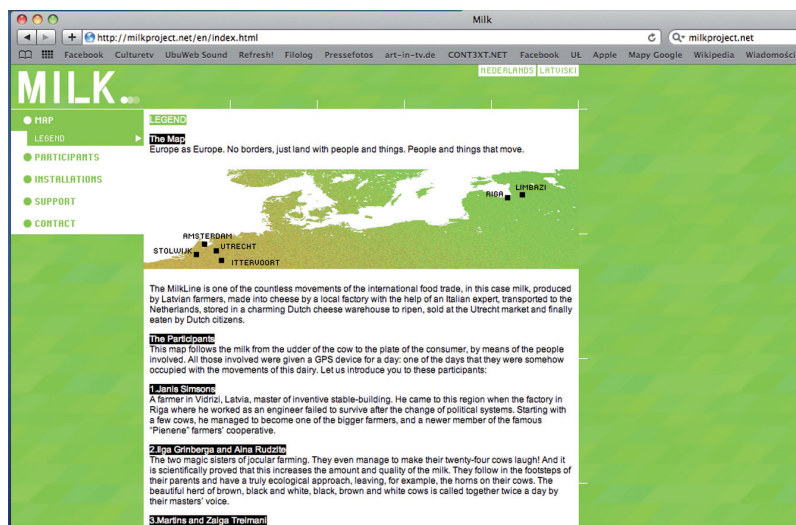 Milk
http://milkproject.net/en/index.html
milkproject.net
Facebook Culturetv UbuWeb Sound Refresh! Filolog Pressefotos art-in-tv.de CONT3XT.NET Facebook UŁ Apple Mapy Google Wikipedia Wiadomości
NEDERLANDS LATVISKI
MILK
MAP
LEGEND
PARTICIPANTS
INSTALLATIONS
SUPPORT
CONTACT
LEGEND
The Map
Europe as Europe. No borders, just land with people and things. People and things that move.
RIGA LIMBAZI
AMSTERDAM
UTRECHT
STOLWIJK
ITTERVOORT
The MilkLine is one of the countless movements of the international food trade, in this case milk, produced
by Latvian farmers, made into cheese by a local factory with the help of an Italian expert, transported to the
Netherlands, stored in a charming Dutch cheese warehouse to ripen, sold at the Utrecht market and finally
eaten by Dutch citizens.
The Participants
This map follows the milk from the udder of the cow to the plate of the consumer, by means of the people
involved. All those involved were given a GPS device for a day: one of the days that they were somehow
occupied with the movements of this dairy. Let us introduce you to these participants:
1.Janis Simsons
A farmer in Vidrizi, Latvia, master of inventive stable-building. He came to this region when the factory in
Riga where he worked as an engineer failed to survive after the change of political systems. Starting with
a few cows, he managed to become one of the bigger farmers, and a newer member of the famous
"Pienene" farmers' cooperative.
2.Ilga Grinberga and Aina Rudzite
The two magic sisters of jocular farming. They even manage to make their twenty-four cows laugh! And it
is scientifically proved that this increases the amount and quality of the milk. They follow in the footsteps of
their parents and have a truly ecological approach, leaving, for example, the horns on their cows. The
beautiful herd of brown, black and white, black, brown and white cows is called together twice a day by
their masters' voice.
3.Martins and Zaiga Treimani